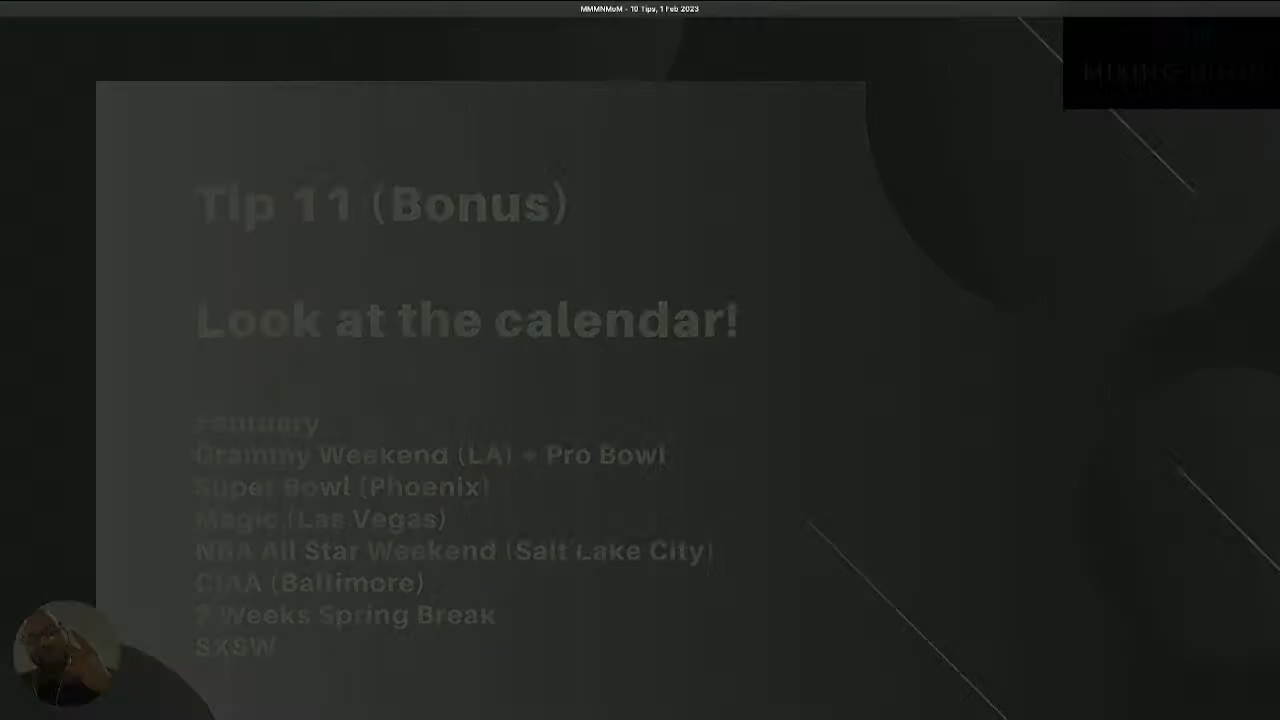 MMMNMoM - 10 Tips, 1 Feb 2023
Tip 11 (Bonus)
Look at the calendar!
February
Grammy Weekend (LA) + Pro Bowl
Super Bowl (Phoenix)
Magic (Las Vegas)
NBA All Star Weekend (Salt Lake City)
CIAA (Baltimore)
Weeks Spring Break
SXSW